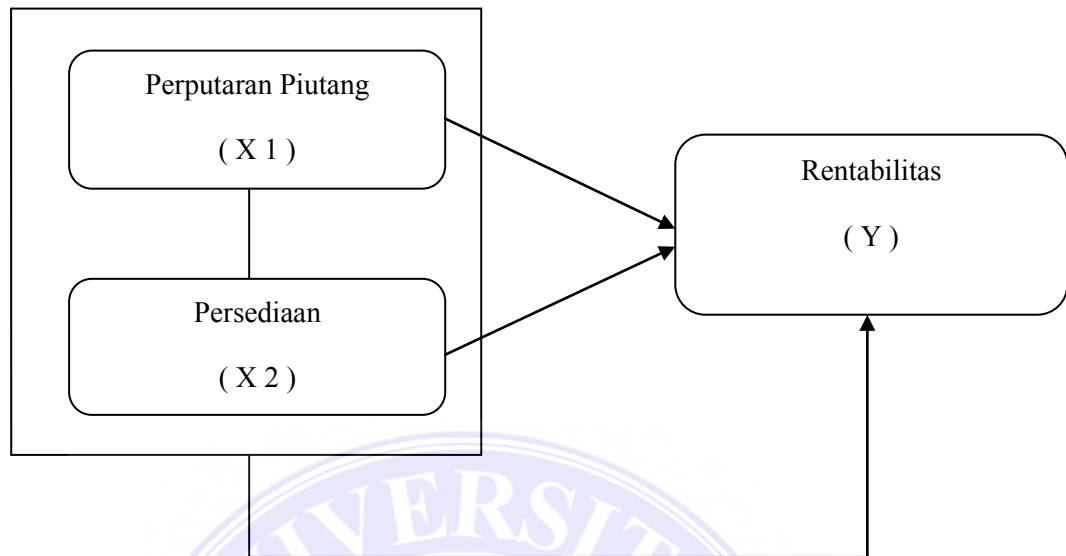 Perputaran Piutang
( X 1 )
Rentabilitas
( Y )
Persediaan
( X 2 )